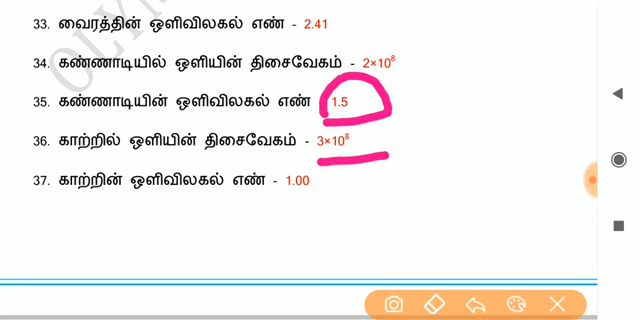 33. வைரத்தின் ஒளிவிலகல் எண் - 2.41
34. கண்ணாடியில் ஒளியின் திசைவேகம் - 2×10⁸
35. கண்ணாடியின் ஒளிவிலகல் எண் 1.5
36. காற்றில் ஒளியின் திசைவேகம் - 3×10⁸
37. காற்றின் ஒளிவிலகல் எண் - 1.00